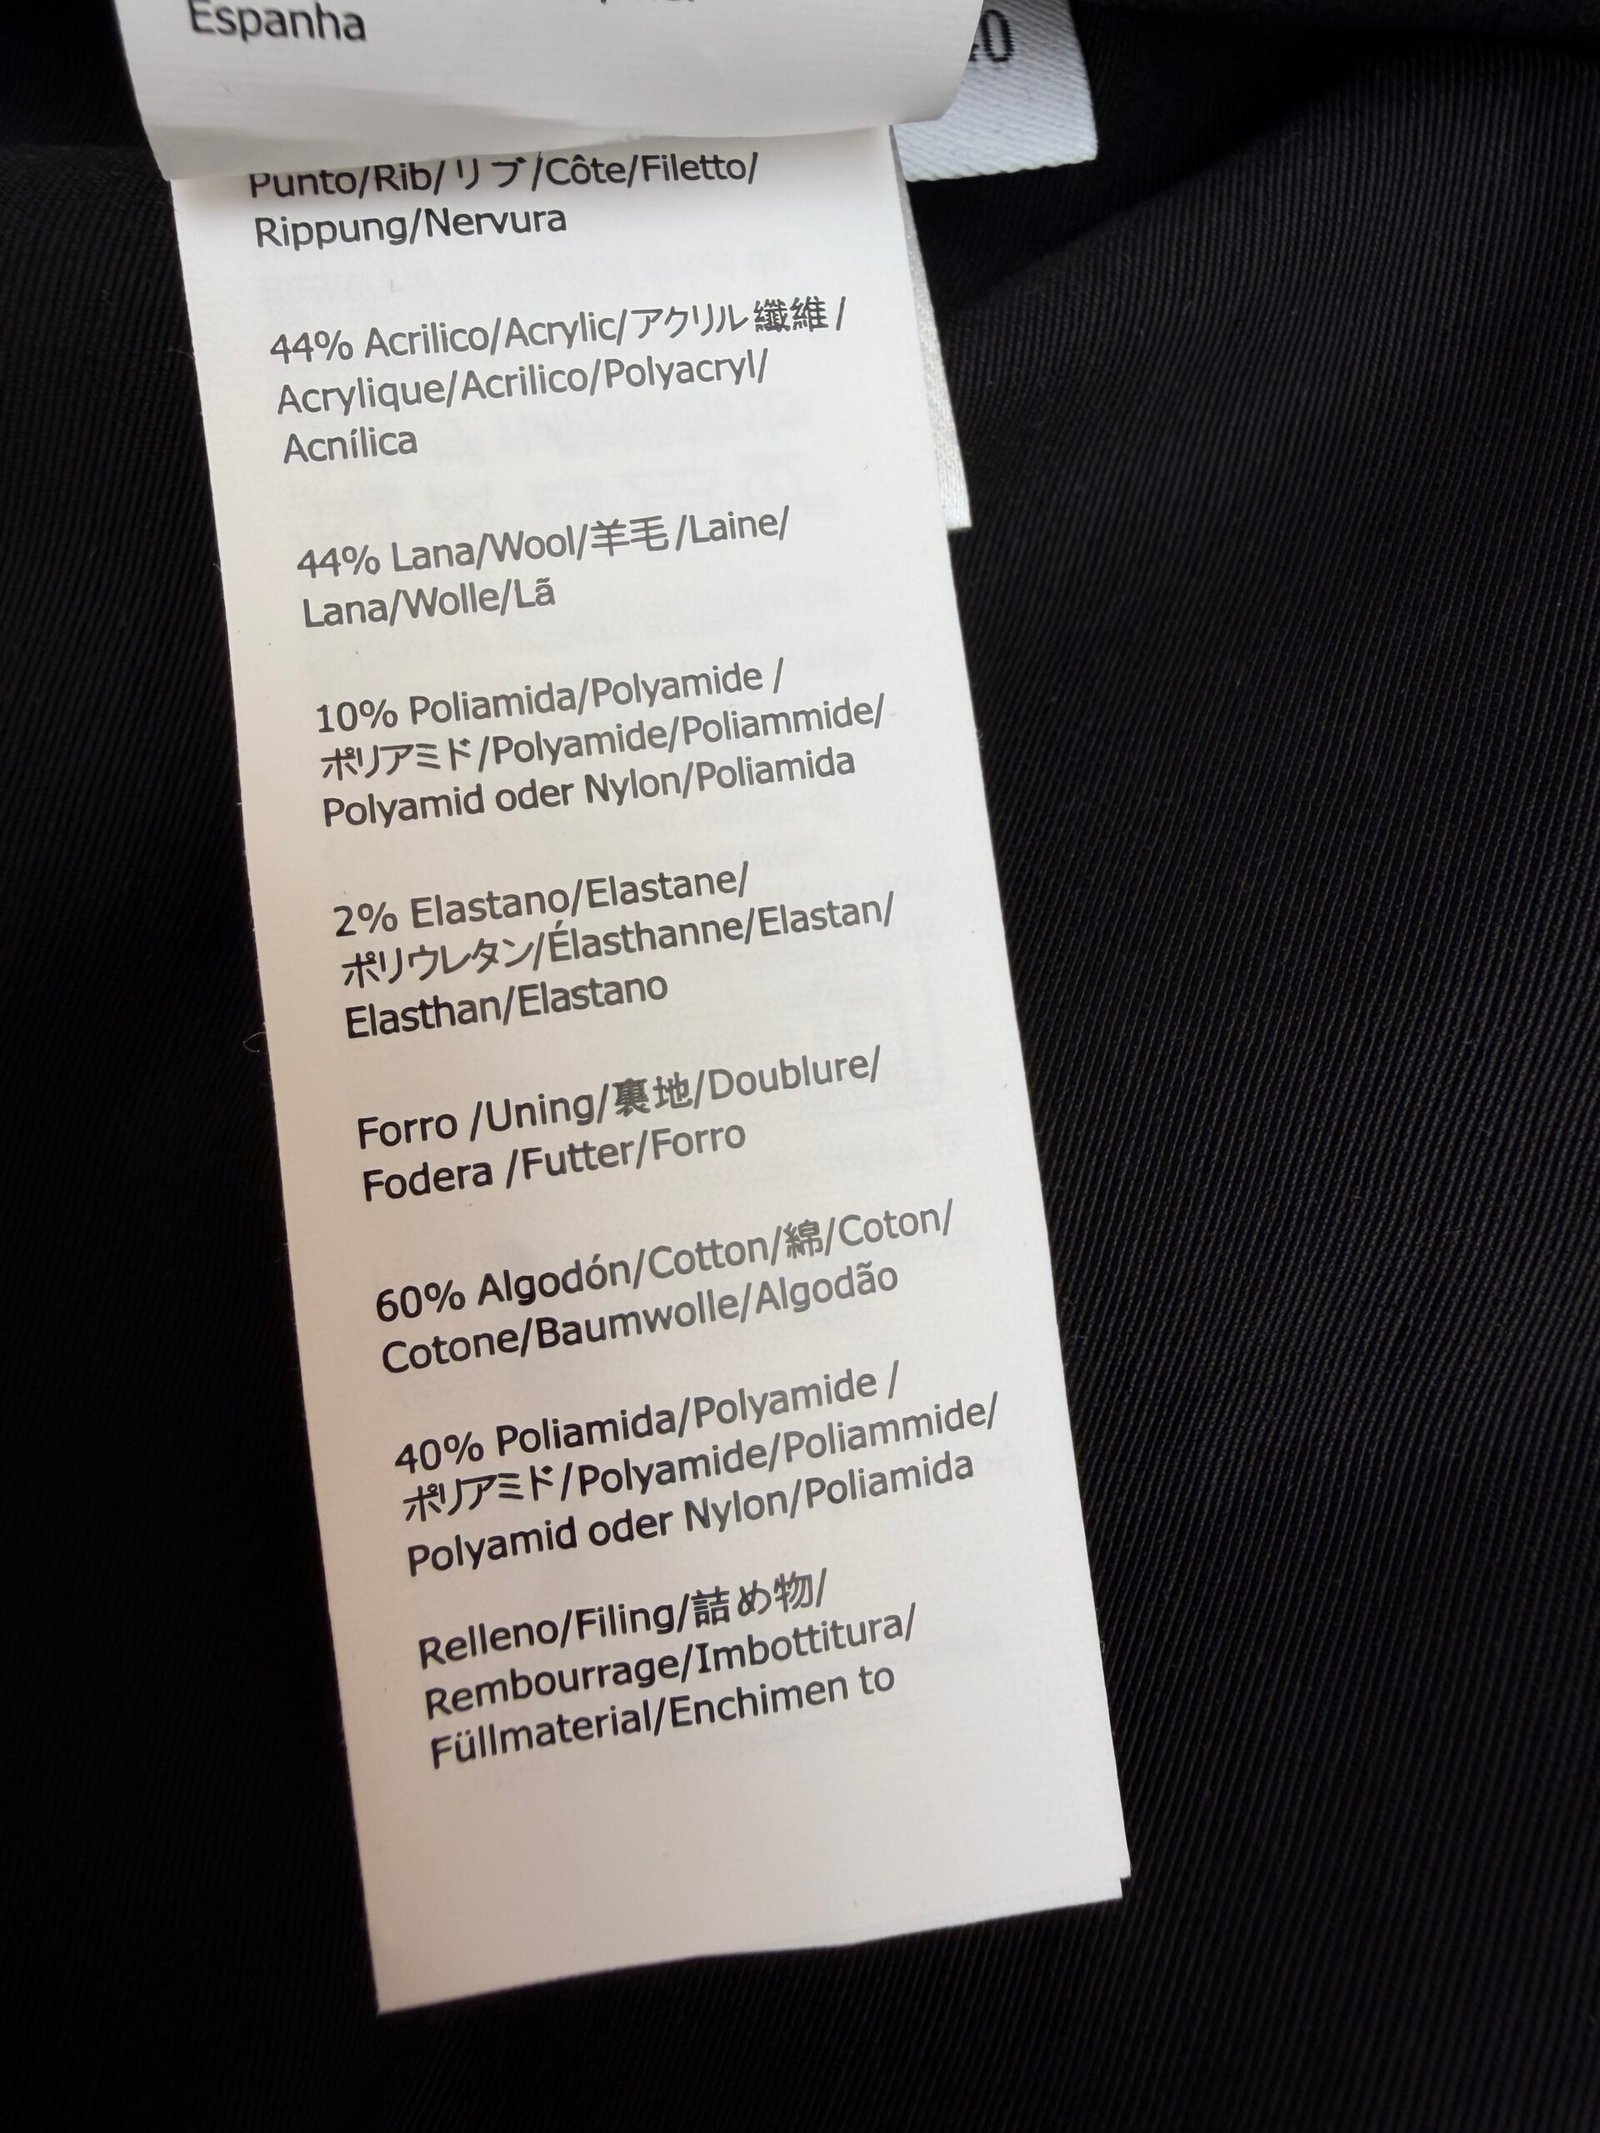 Espanha
40
Punto/Rib/リブ/Côte/Filetto/
Rippung/Nervura
44% Acrilico/Acrylic/アクリル繊維/
Acrylique/Acrilico/Polyacryl/
Acnílica
44% Lana/Wool/羊毛/Laine/
Lana/Wolle/Lã
10% Poliamida/Polyamide /
ポリアミド/Polyamide/Poliammide/
Polyamid oder Nylon/Poliamida
2% Elastano/Elastane/
ポリウレタン/Élasthanne/Elastan/
Elasthan/Elastano
Forro /Uning/裏地/Doublure/
Fodera /Futter/Forro
60% Algodón/Cotton/綿/Coton/
Cotone/Baumwolle/Algodão
40% Poliamida/Polyamide /
ポリアミド/Polyamide/Poliammide/
Polyamid oder Nylon/Poliamida
Relleno/Filing/詰め物/
Rembourrage/Imbottitura/
Füllmaterial/Enchimen to